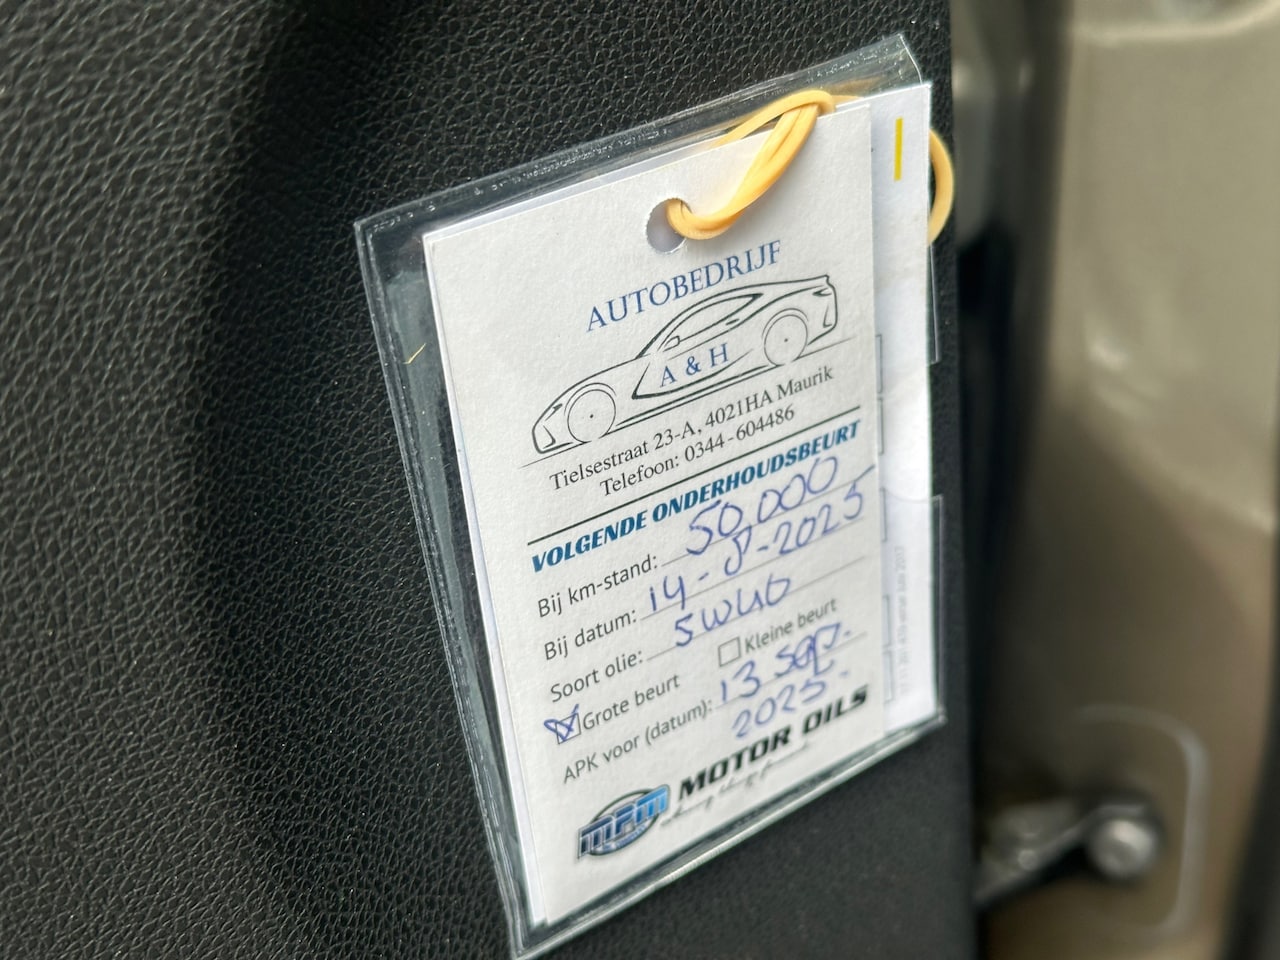 AUTOBEDRIJF
A & H
Tielsestraat 23-A, 4021HA Maurik
Telefoon: 0344-604486
VOLGENDE ONDERHOUDSBEURT
Bij km-stand: 50,000
Bij datum: 14-8-2025
Soort olie: 5W40
Kleine beurt
Grote beurt
APK voor (datum): 13 sep.
2025.
MPM MOTOR OILS